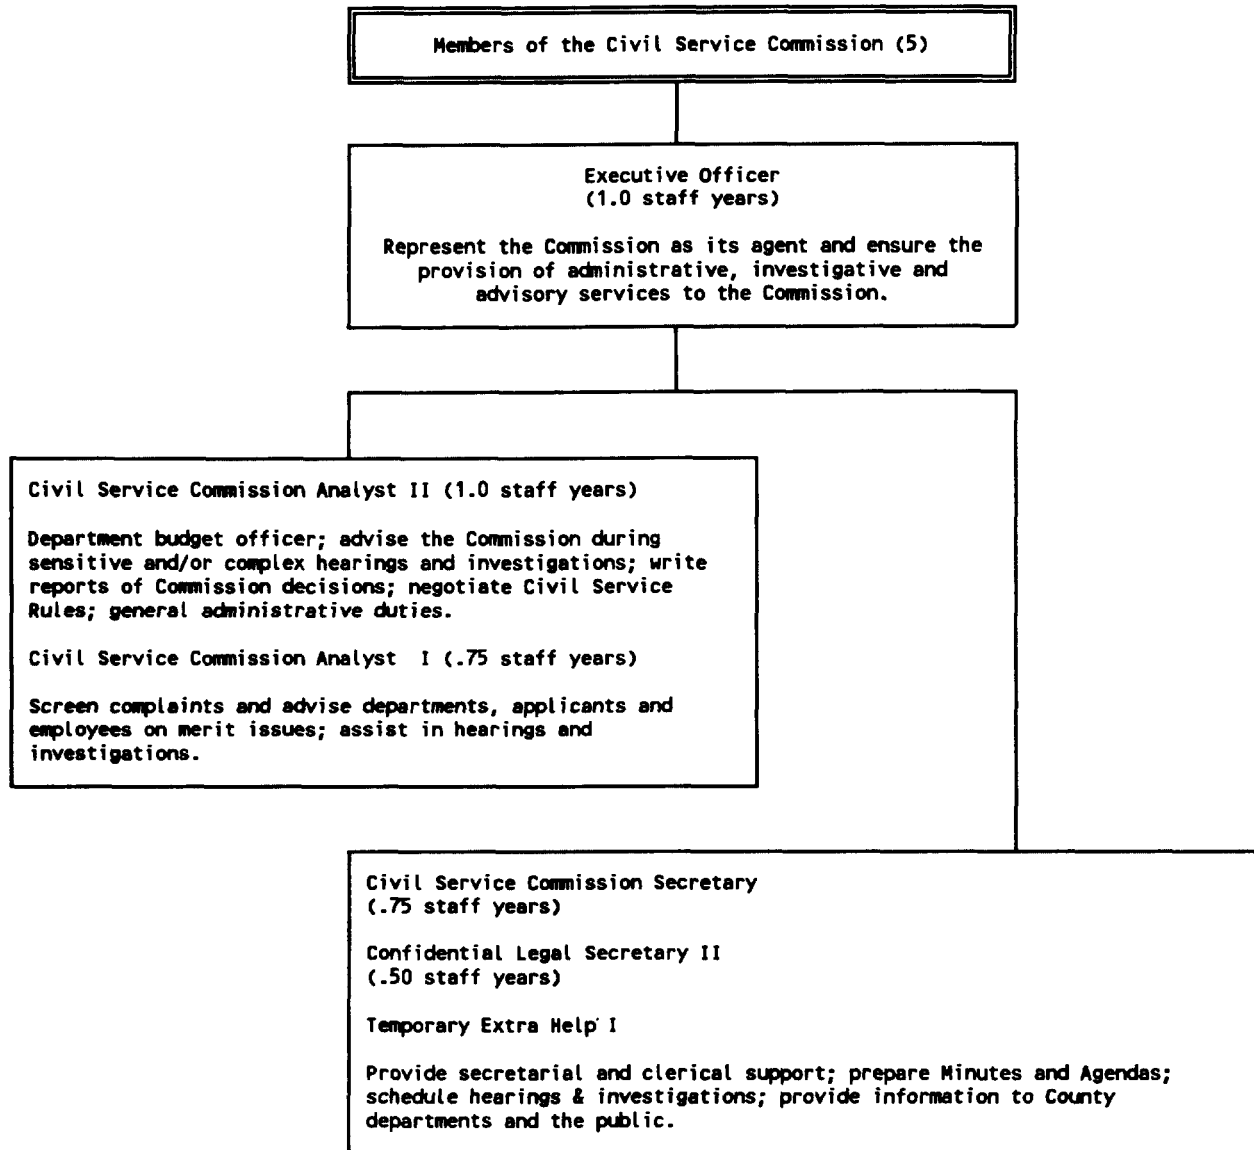 Members of the Civil Service Commission (5)
Executive Officer
(1.0 staff years)
Represent the Commission as its agent and ensure the
provision of administrative, investigative and
advisory services to the Commission.
Civil Service Commission Analyst II (1.0 staff years)
Department budget officer; advise the Commission during
sensitive and/or complex hearings and investigations; write
reports of Commission decisions; negotiate Civil Service
Rules; general administrative duties.
Civil Service Commission Analyst I (.75 staff years)
Screen complaints and advise departments, applicants and
employees on merit issues; assist in hearings and
investigations.
Civil Service Commission Secretary
(.75 staff years)
Confidential Legal Secretary II
(.50 staff years)
Temporary Extra Help I
Provide secretarial and clerical support; prepare Minutes and Agendas;
schedule hearings & investigations; provide information to County
departments and the public.